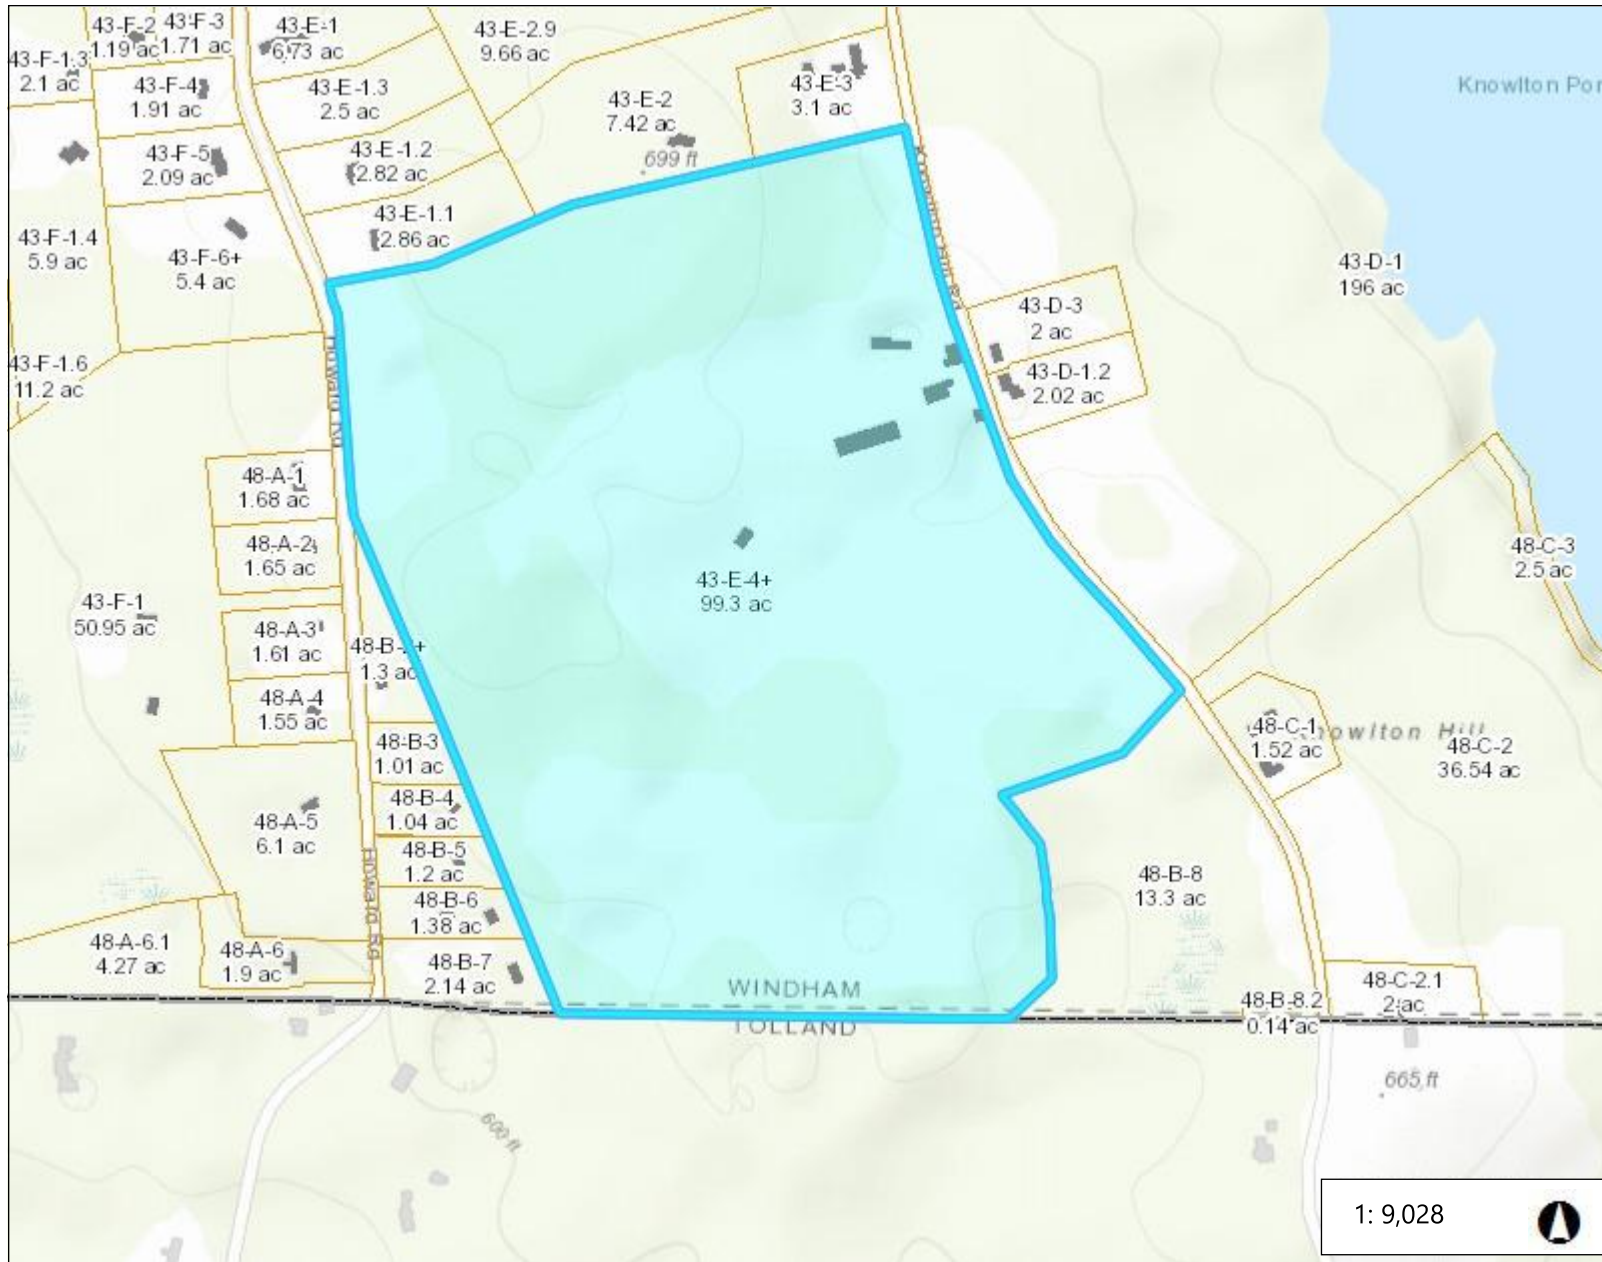 43-F-2
1.19 ac
43-F-3
1.71 ac
43-E-1
6.73 ac
43-E-2.9
9.66 ac
43-F-1.3
2.1 ac
43-F-4
1.91 ac
43-E-1.3
2.5 ac
43-E-2
7.42 ac
43-E-3
3.1 ac
Knowlton Pon
43-F-5
2.09 ac
43-E-1.2
2.82 ac
699 ft
43-F-1.4
5.9 ac
43-F-6+
5.4 ac
43-E-1.1
2.86 ac
43-D-1
196 ac
43-D-3
2 ac
43-F-1.6
11.2 ac
Howard Rd
43-D-1.2
2.02 ac
48-A-1
1.68 ac
48-A-2
1.65 ac
48-C-3
2.5 ac
43-E-4+
99.3 ac
43-F-1
50.95 ac
48-A-3
1.61 ac
1.3 ac
48-A-4
1.55 ac
48-B-3
1.01 ac
48-C-1
1.52 ac
Hill
48-C-2
36.54 ac
48-B-4
1.04 ac
48-A-5
6.1 ac
48-B-5
1.2 ac
48-B-8
13.3 ac
48-B-6
1.38 ac
Howard Rd
48-A-6.1
4.27 ac
48-A-6
1.9 ac
48-B-7
2.14 ac
WINDHAM
TOLLAND
48-B-8.2
0.14 ac
48-C-2.1
2 ac
665 ft
600 ft
1: 9,028